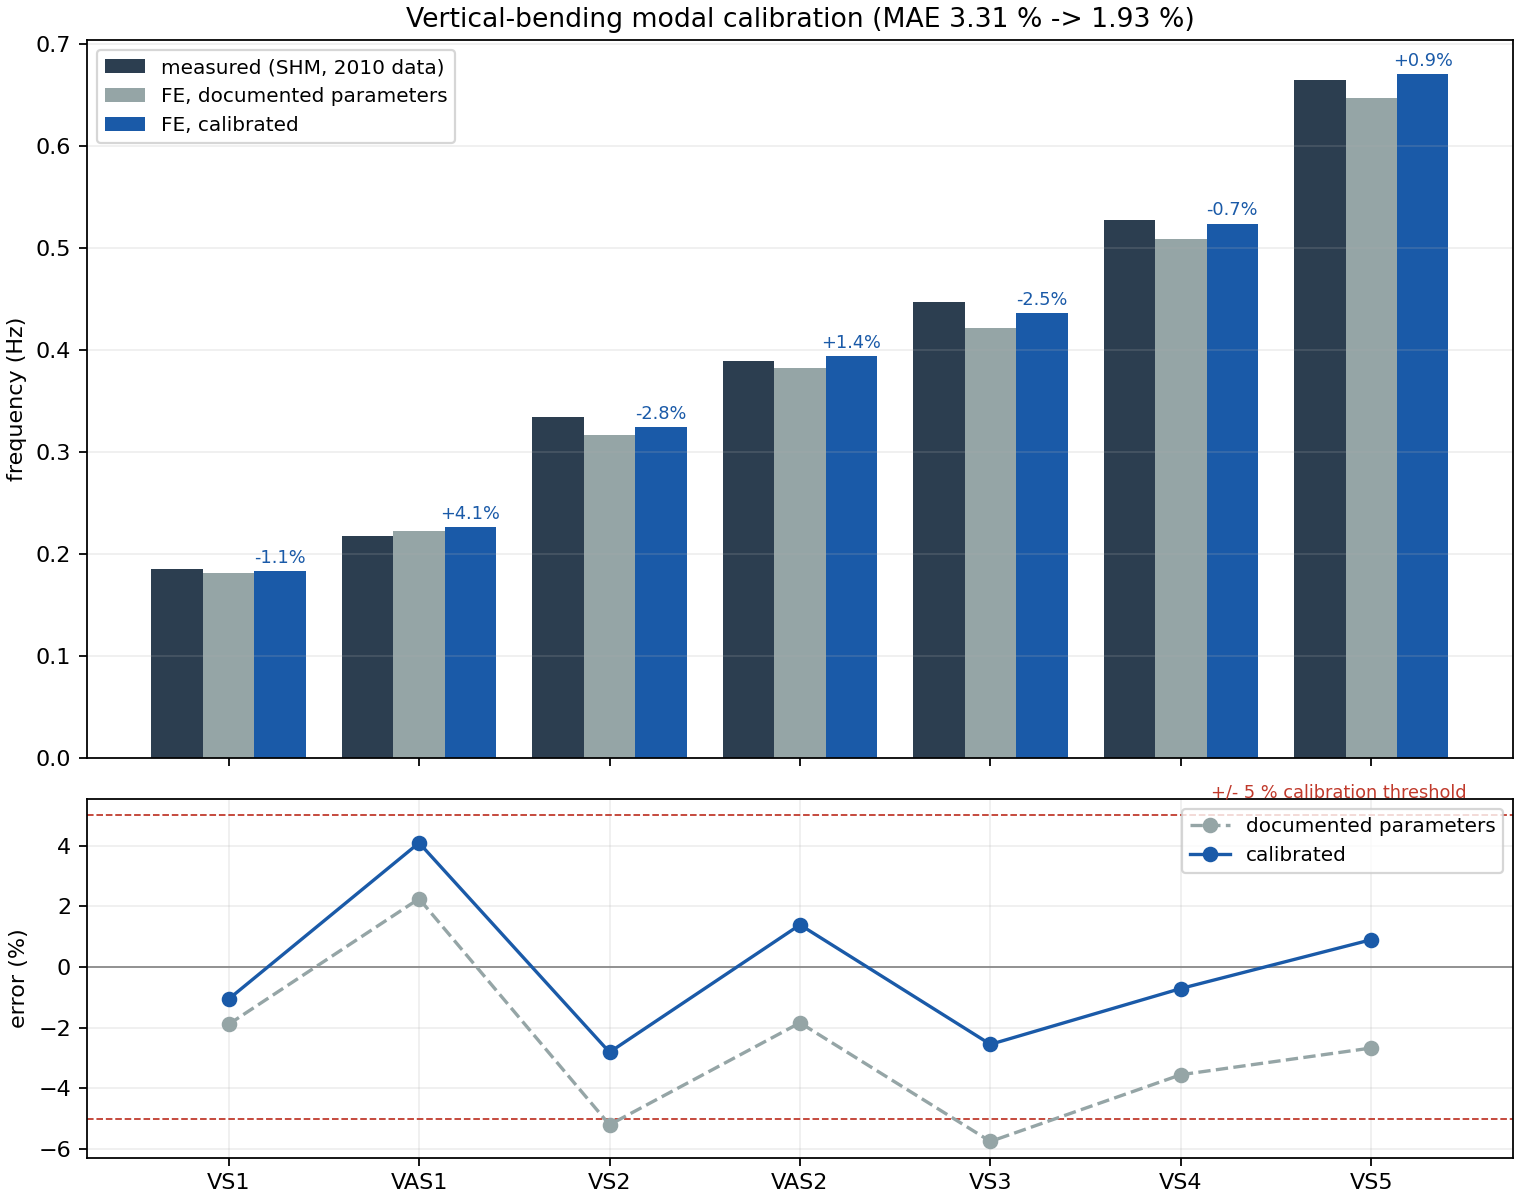 Vertical-bending modal calibration (MAE 3.31 % -> 1.93 %)
measured (SHM, 2010 data)
FE, documented parameters
FE, calibrated
frequency (Hz)
0.7
0.6
0.5
0.4
0.3
0.2
0.1
0.0
-1.1%
+4.1%
-2.8%
+1.4%
-2.5%
-0.7%
+0.9%
+/- 5 % calibration threshold
documented parameters
calibrated
error (%)
4
2
0
−2
−4
−6
VS1 VAS1 VS2 VAS2 VS3 VS4 VS5